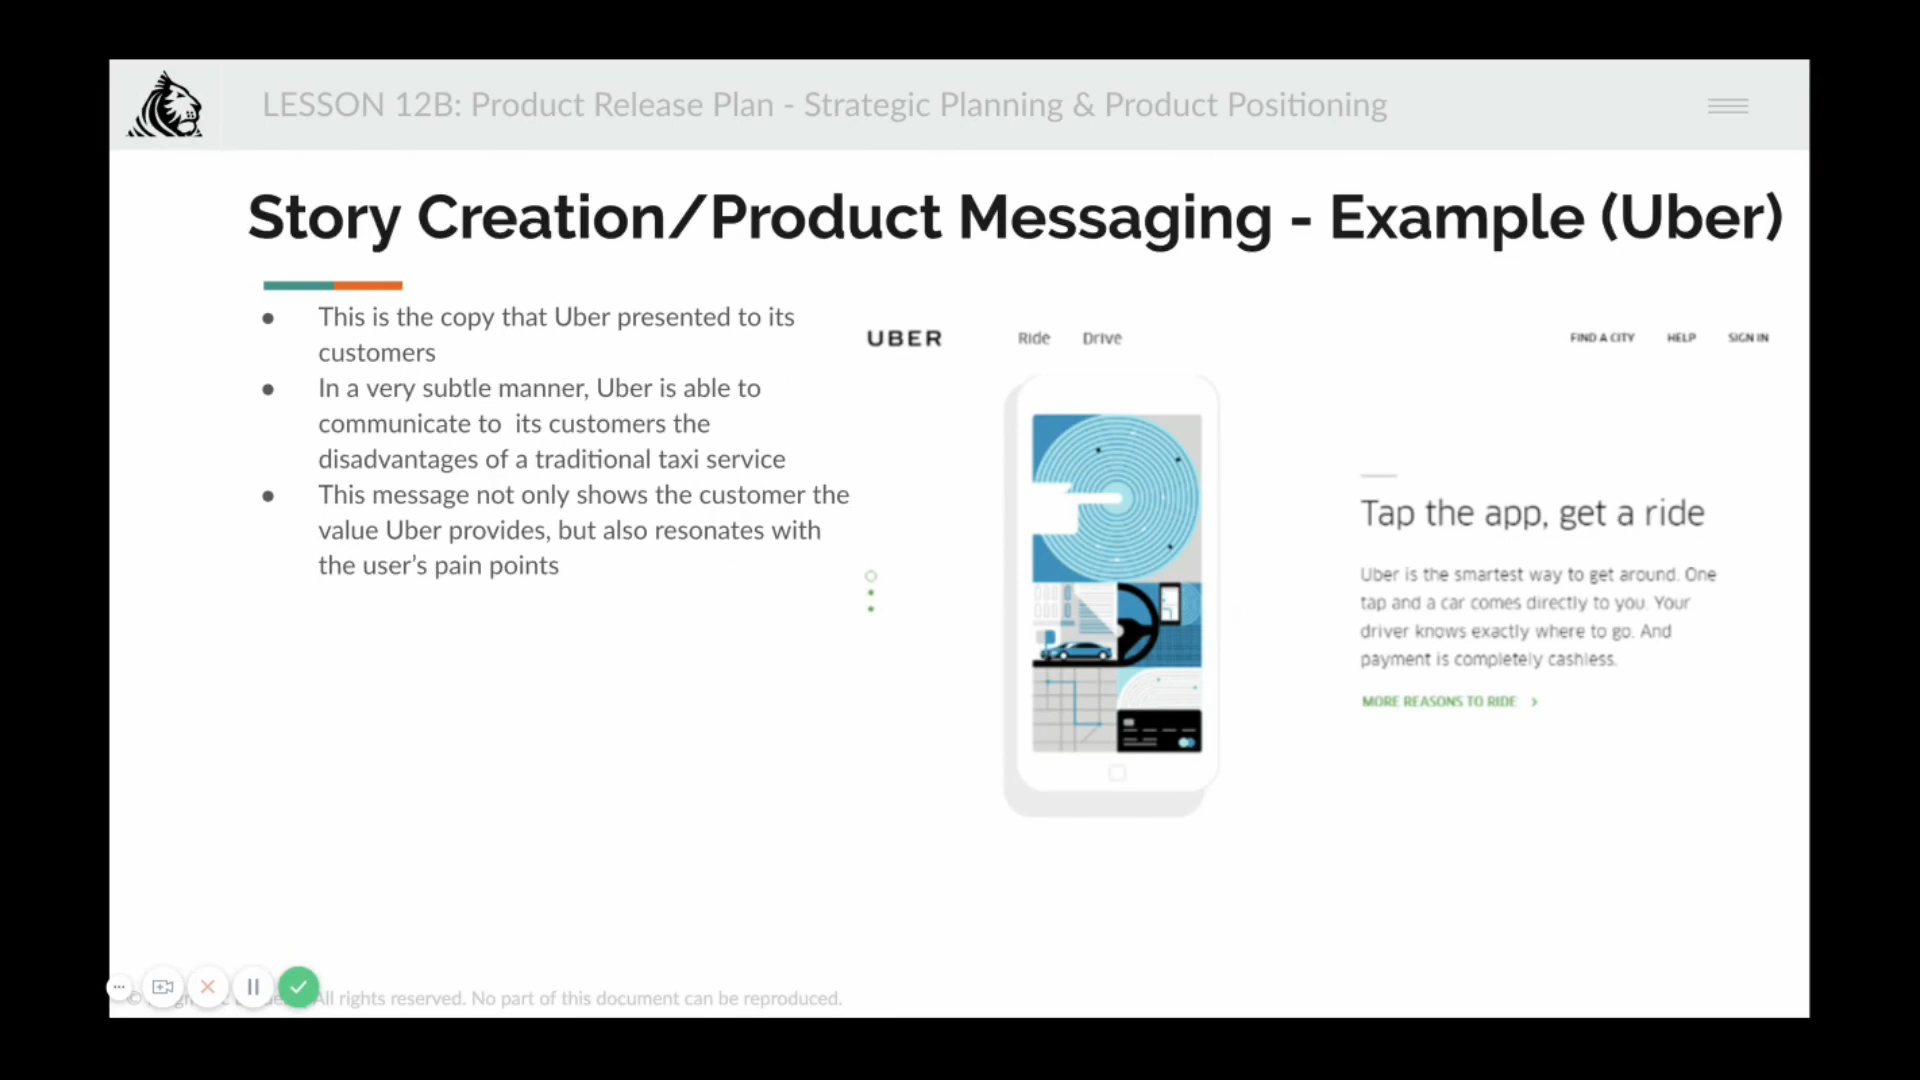 LESSON 12B: Product Release Plan - Strategic Planning & Product Positioning
Story Creation/Product Messaging - Example (Uber)
● This is the copy that Uber presented to its
customers
● In a very subtle manner, Uber is able to
communicate to  its customers the
disadvantages of a traditional taxi service
● This message not only shows the customer the
value Uber provides, but also resonates with
the user’s pain points
UBER Ride Drive FIND A CITY HELP SIGN IN
Tap the app, get a ride
Uber is the smartest way to get around. One
tap and a car comes directly to you. Your
driver knows exactly where to go. And
payment is completely cashless.
MORE REASONS TO RIDE >
All rights reserved. No part of this document can be reproduced.